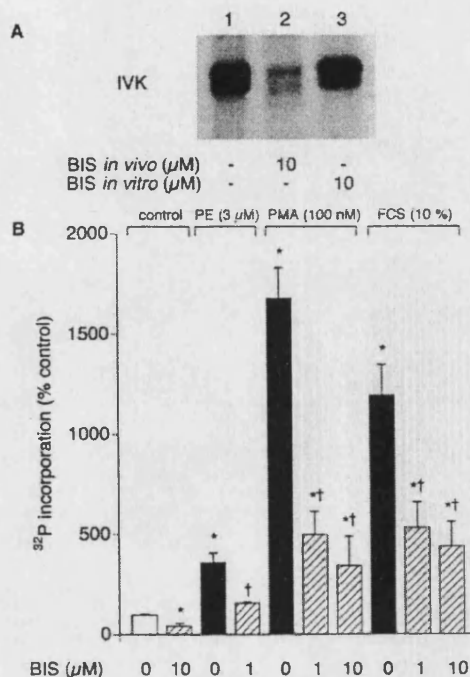 A
1 2 3
IVK
BIS in vivo (µM) - 10 -
BIS in vitro (µM) - - 10
B
control PE (3 µM) PMA (100 nM) FCS (10 %)
2000
1500
1000
500
0
³²P incorporation (% control)
* * † * *† *† * *† *†
BIS (µM) 0 10 0 1 0 1 10 0 1 10